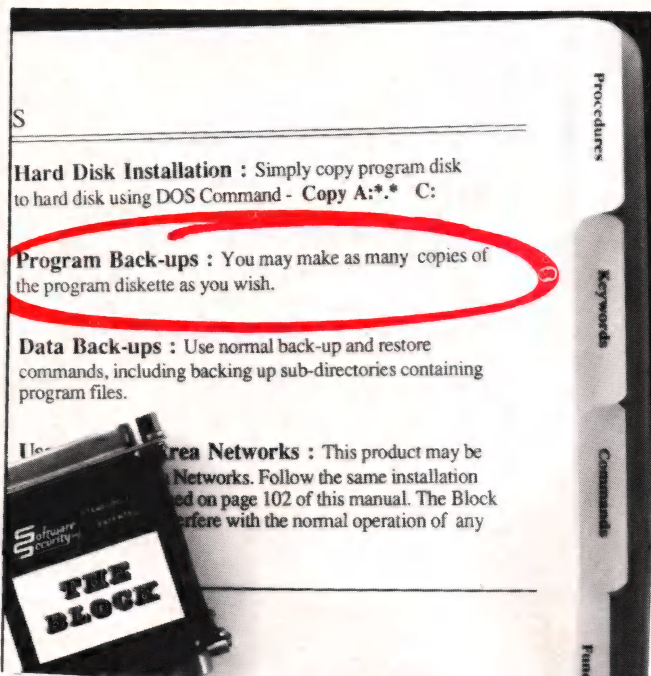 S
Hard Disk Installation : Simply copy program disk
to hard disk using DOS Command - Copy A:*.* C:
Program Back-ups : You may make as many copies of
the program diskette as you wish.
Data Back-ups : Use normal back-up and restore
commands, including backing up sub-directories containing
program files.
Area Networks : This product may be
Networks. Follow the same installation
on page 102 of this manual. The Block
with the normal operation of any
Software
Security
THE
BLOCK
Procedures
Keywords
Commands
Func